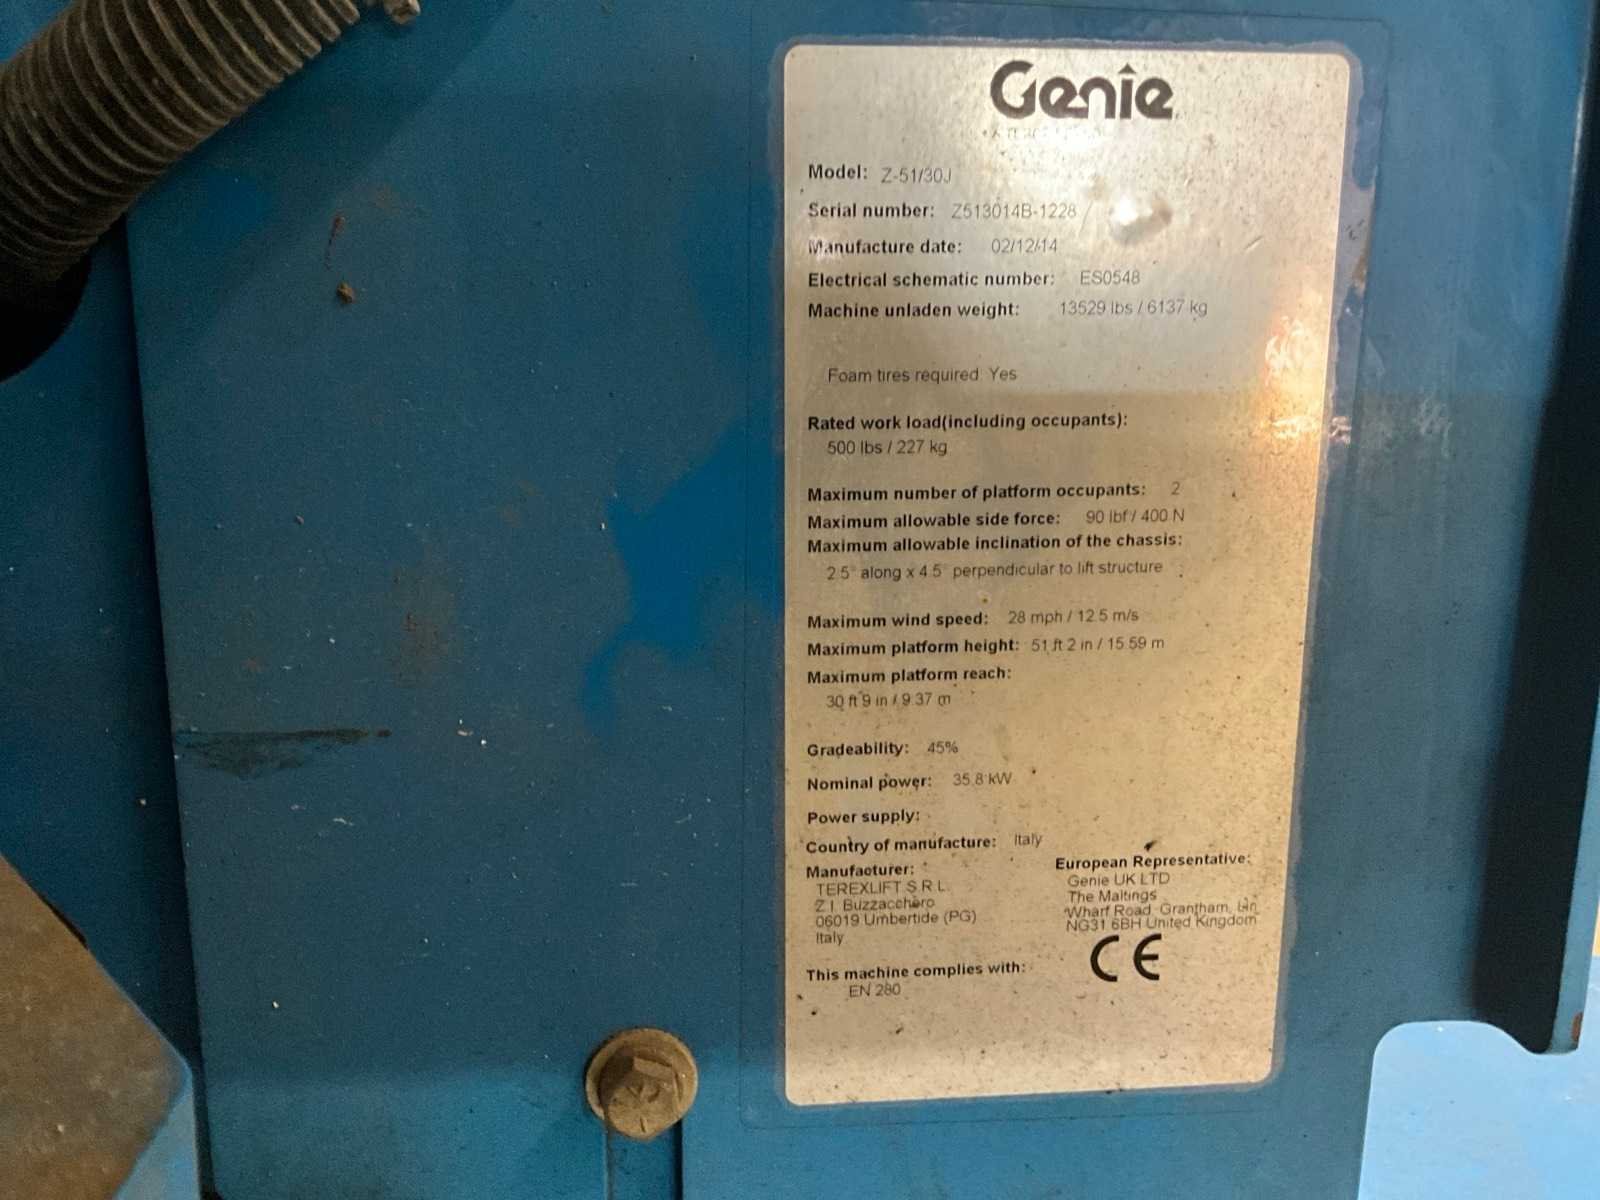 Genie
Model: Z-51/30J
Serial number: Z513014B-1228
Manufacture date: 02/12/14
Electrical schematic number: ES0548
Machine unladen weight: 13529 lbs / 6137 kg
Foam tires required Yes
Rated work load(including occupants):
500 lbs / 227 kg
Maximum number of platform occupants: 2
Maximum allowable side force: 90 lbf / 400 N
Maximum allowable inclination of the chassis:
2.5° along x 4.5° perpendicular to lift structure
Maximum wind speed: 28 mph / 12.5 m/s
Maximum platform height: 51 ft 2 in / 15.59 m
Maximum platform reach:
30 ft 9 in / 9.37 m
Gradeability: 45%
Nominal power: 35.8 kW
Power supply:
Country of manufacture: Italy
Manufacturer:
TEREXLIFT S.R.L.
Z.I. Buzzacchero
06019 Umbertide (PG)
Italy
European Representative:
Genie UK LTD
The Maltings
Wharf Road Grantham, Lin
NG31 6BH United Kingdom
CE
This machine complies with:
EN 280